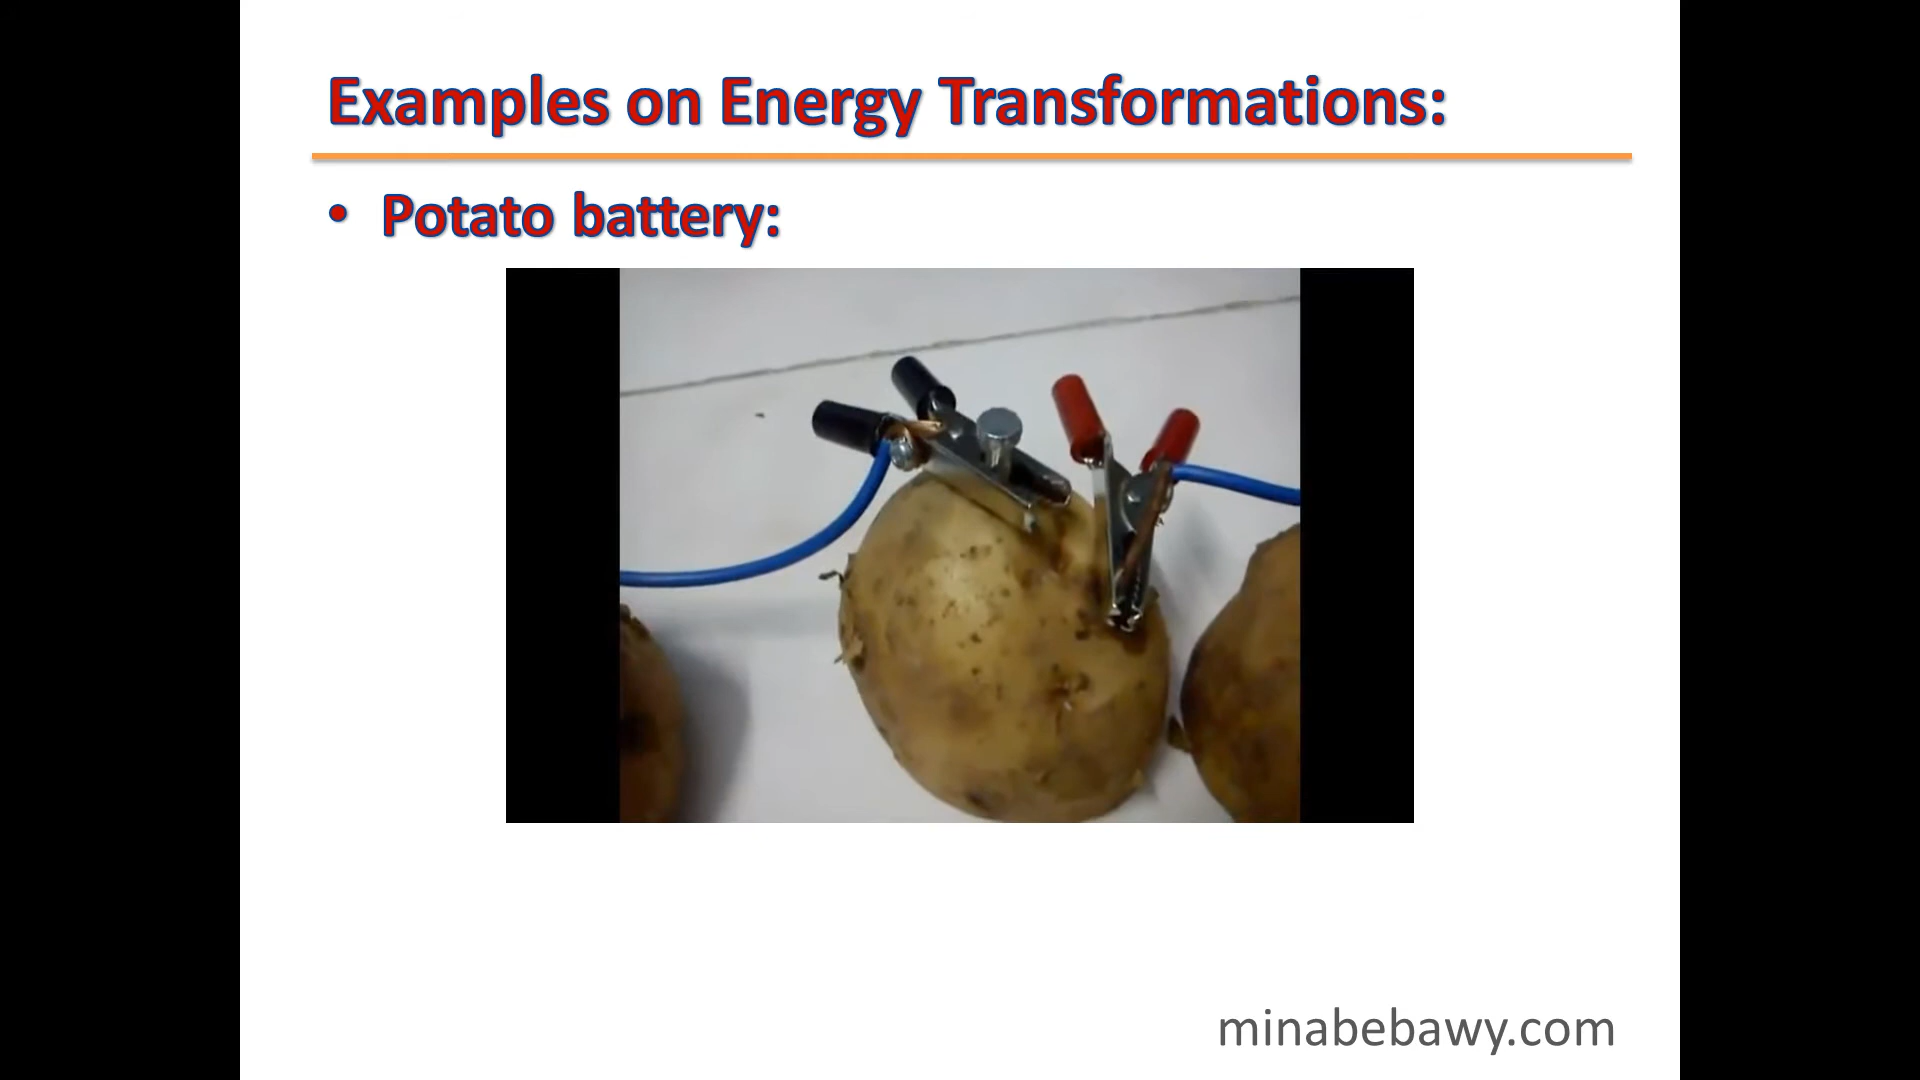 Examples on Energy Transformations:
• Potato battery:
minabebawy.com